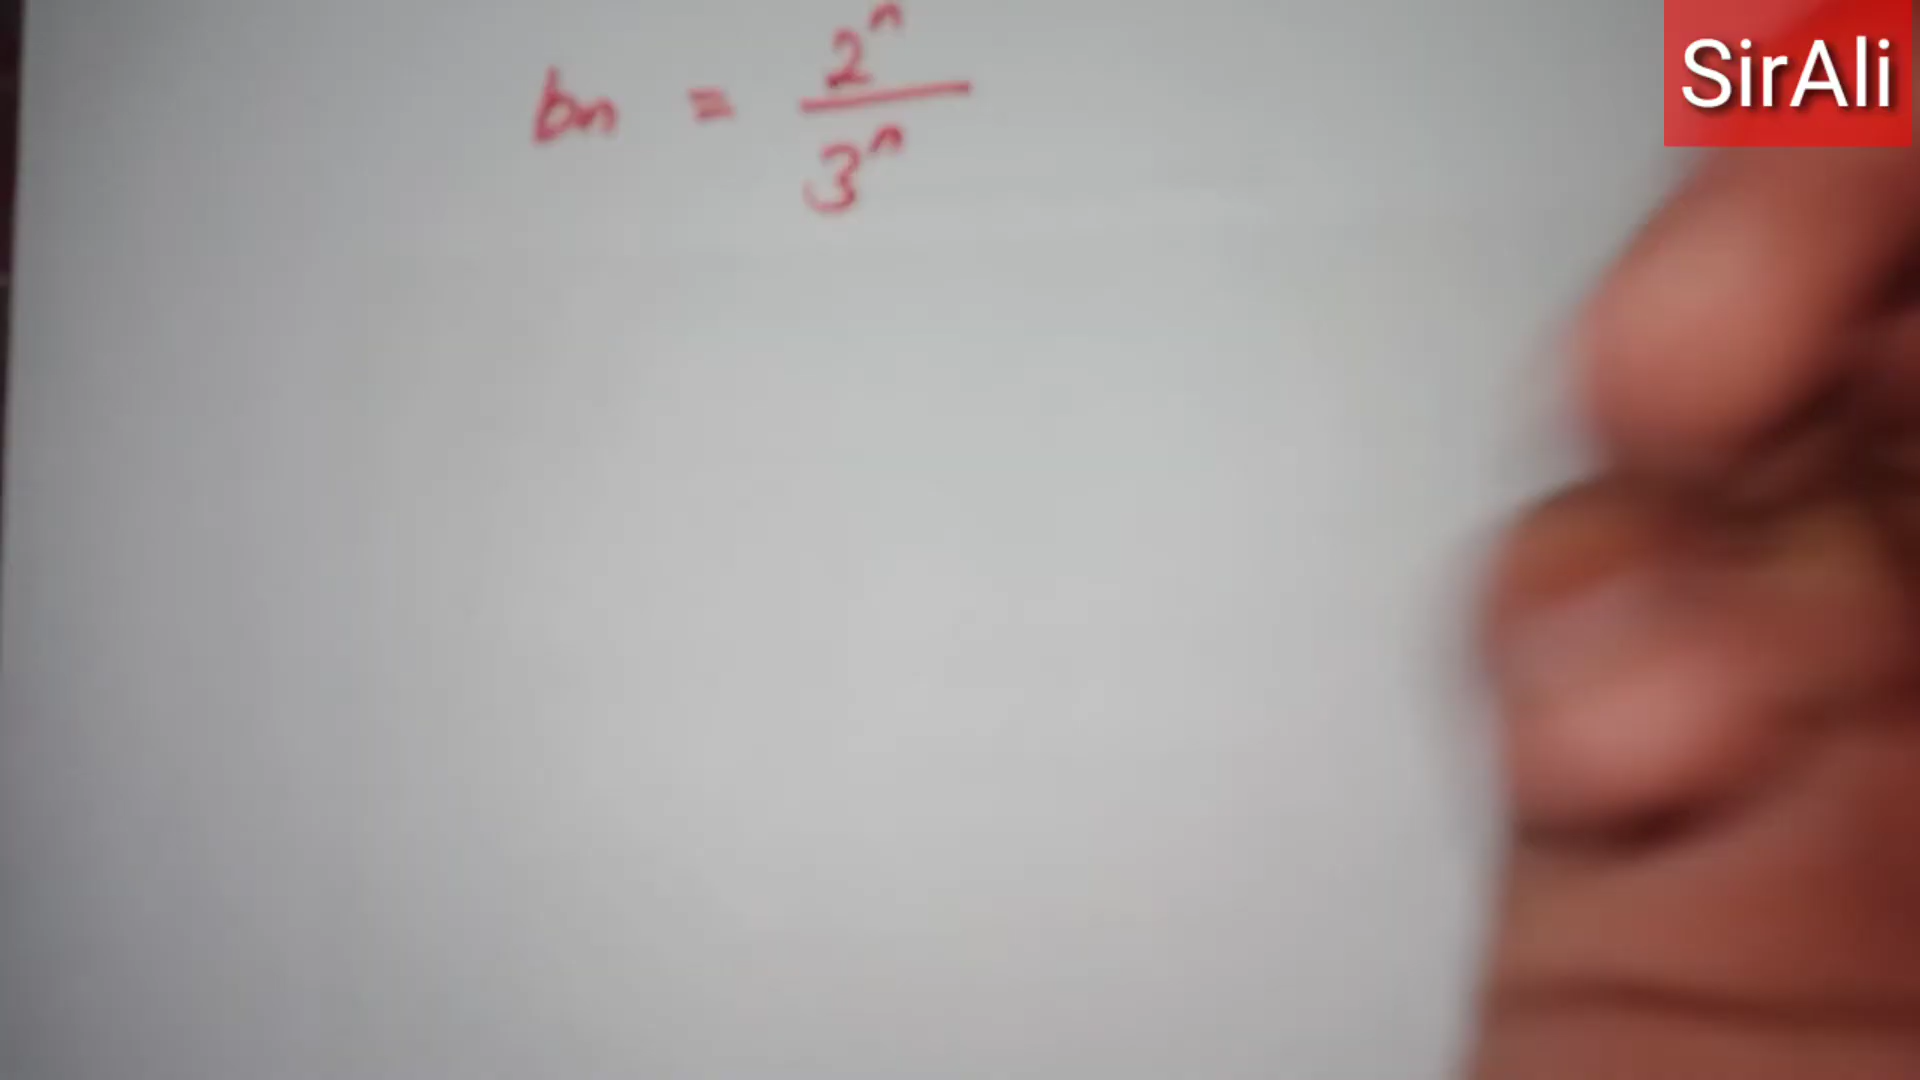 bn = 2^n / 3^n
SirAli